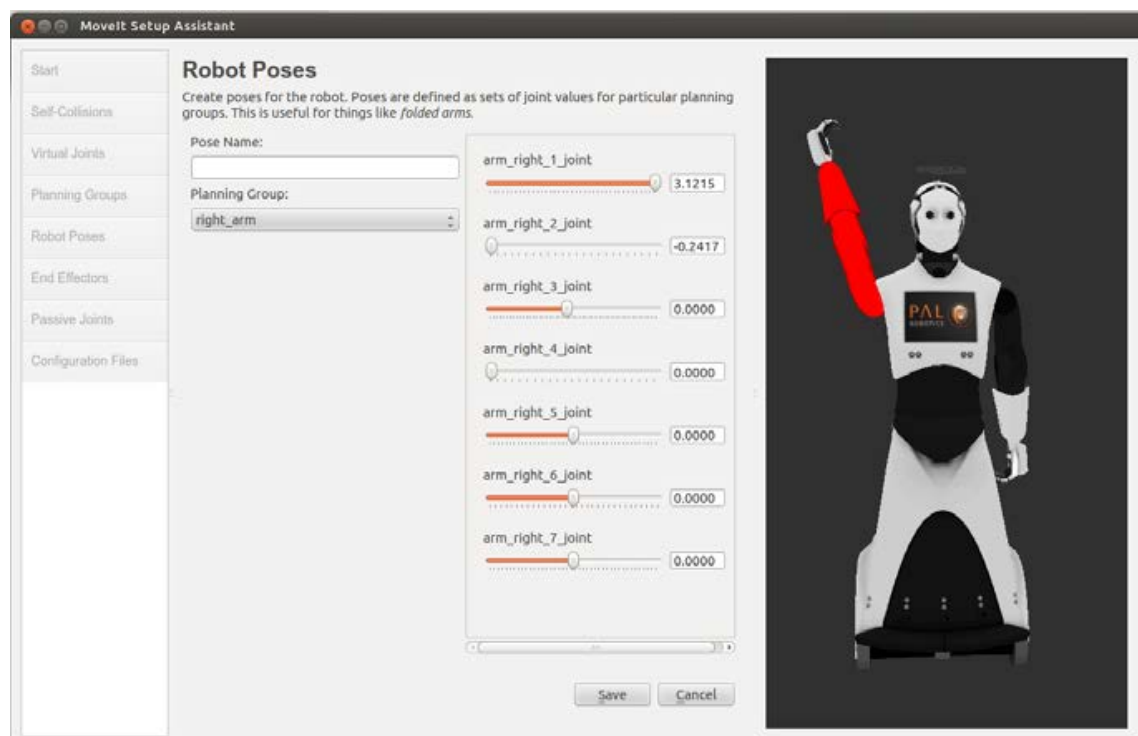 MoveIt Setup Assistant
Start
Self-Collisions
Virtual Joints
Planning Groups
Robot Poses
End Effectors
Passive Joints
Configuration Files
Robot Poses
Create poses for the robot. Poses are defined as sets of joint values for particular planning
groups. This is useful for things like folded arms.
Pose Name:
Planning Group:
right_arm
arm_right_1_joint
3.1215
arm_right_2_joint
-0.2417
arm_right_3_joint
0.0000
arm_right_4_joint
0.0000
arm_right_5_joint
0.0000
arm_right_6_joint
0.0000
arm_right_7_joint
0.0000
Save
Cancel
PAL
ROBOTICS